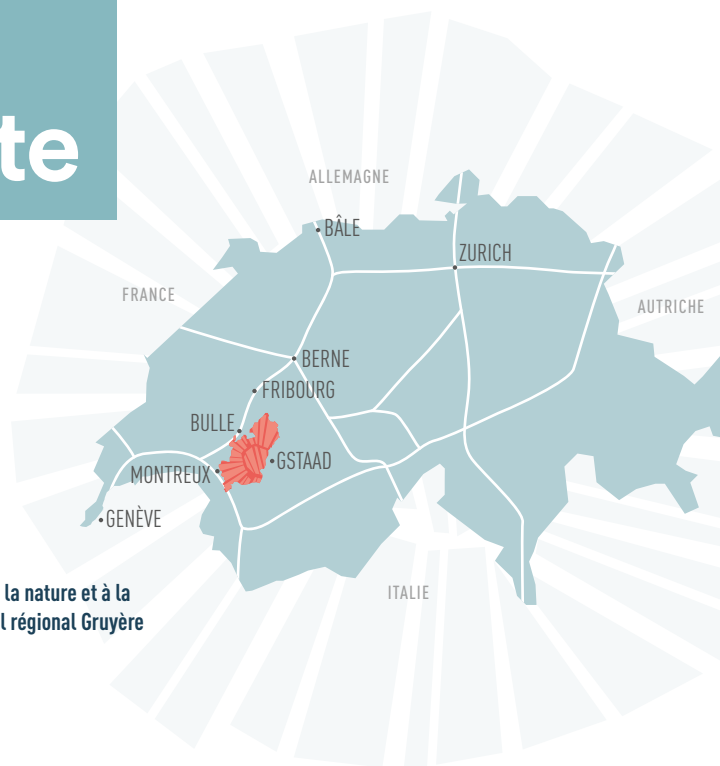 te
ALLEMAGNE
BÂLE
ZURICH
FRANCE
AUTRICHE
BERNE
FRIBOURG
BULLE
GSTAAD
MONTREUX
GENÈVE
la nature et à la
l régional Gruyère
ITALIE